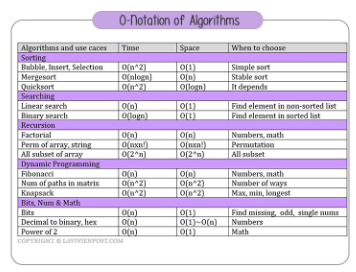 O-Notation of Algorithms
Algorithms and use caces Time Space When to choose
Sorting
Bubble, Insert, Selection O(n^2) O(1) Simple sort
Mergesort O(nlogn) O(n) Stable sort
Quicksort O(n^2) O(logn) It depends
Searching
Linear search O(n) O(1) Find element in non-sorted list
Binary search O(logn) O(1) Find element in sorted list
Recursion
Factorial O(n) O(n) Numbers, math
Perm of array, string O(nxn!) O(nxn!) Permutation
All subset of array O(2^n) O(2^n) All subset
Dynamic Programming
Fibonacci O(n) O(n) Numbers, math
Num of paths in matrix O(n^2) O(n^2) Number of ways
Knapsack O(n^2) O(n^2) Max, min, longest
Bits, Num & Math
Bits O(n) O(1) Find missing, odd, single nums
Decimal to binary, hex O(n) O(1)~O(n) Numbers
Power of 2 O(n) O(1) Math
COPYRIGHT © LAVIVIERPOST.COM